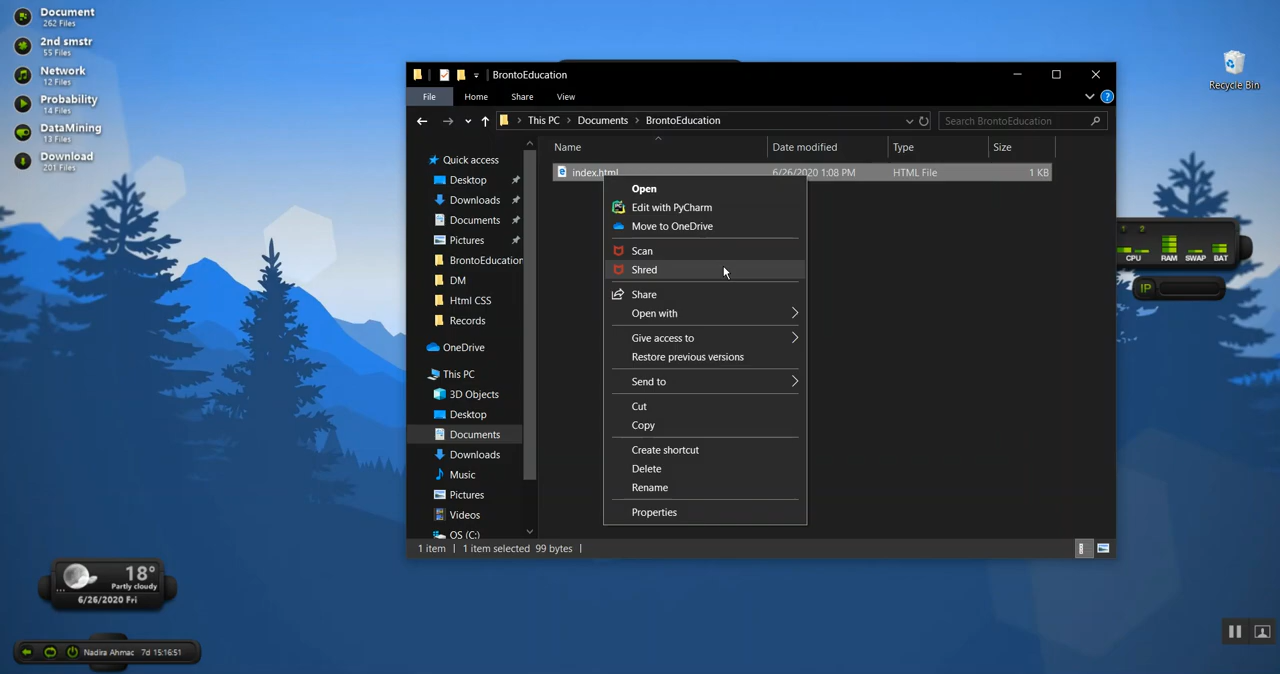 Document
262 Files
2nd smstr
55 Files
Network
12 Files
Probability
14 Files
DataMining
13 Files
Download
201 Files
Recycle Bin
BrontoEducation
File Home Share View
This PC > Documents > BrontoEducation
Search BrontoEducation
Name Date modified Type Size
index.html 6/26/2020 1:08 PM HTML File 1 KB
Quick access
Desktop
Downloads
Documents
Pictures
BrontoEducation
DM
Html CSS
Records
OneDrive
This PC
3D Objects
Desktop
Documents
Downloads
Music
Pictures
Videos
OS (C:)
Open
Edit with PyCharm
Move to OneDrive
Scan
Shred
Share
Open with
Give access to
Restore previous versions
Send to
Cut
Copy
Create shortcut
Delete
Rename
Properties
1 item | 1 item selected 99 bytes |
1 2
CPU RAM SWAP BAT
IP
18°
Partly cloudy
6/26/2020 Fri
Nadira Ahmac 7d 15:16:51